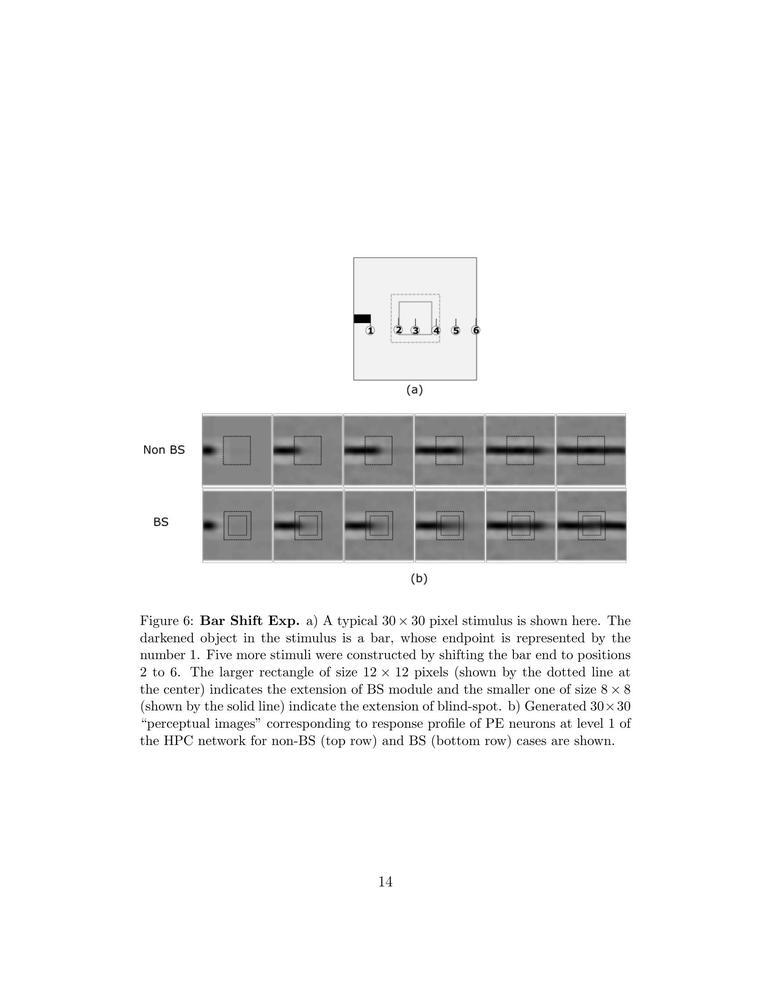 ① ② ③ ④ ⑤ ⑥
(a)
Non BS
BS
(b)
Figure 6: Bar Shift Exp. a) A typical 30 × 30 pixel stimulus is shown here. The
darkened object in the stimulus is a bar, whose endpoint is represented by the
number 1. Five more stimuli were constructed by shifting the bar end to positions
2 to 6. The larger rectangle of size 12 × 12 pixels (shown by the dotted line at
the center) indicates the extension of BS module and the smaller one of size 8 × 8
(shown by the solid line) indicate the extension of blind-spot. b) Generated 30×30
“perceptual images” corresponding to response profile of PE neurons at level 1 of
the HPC network for non-BS (top row) and BS (bottom row) cases are shown.
14